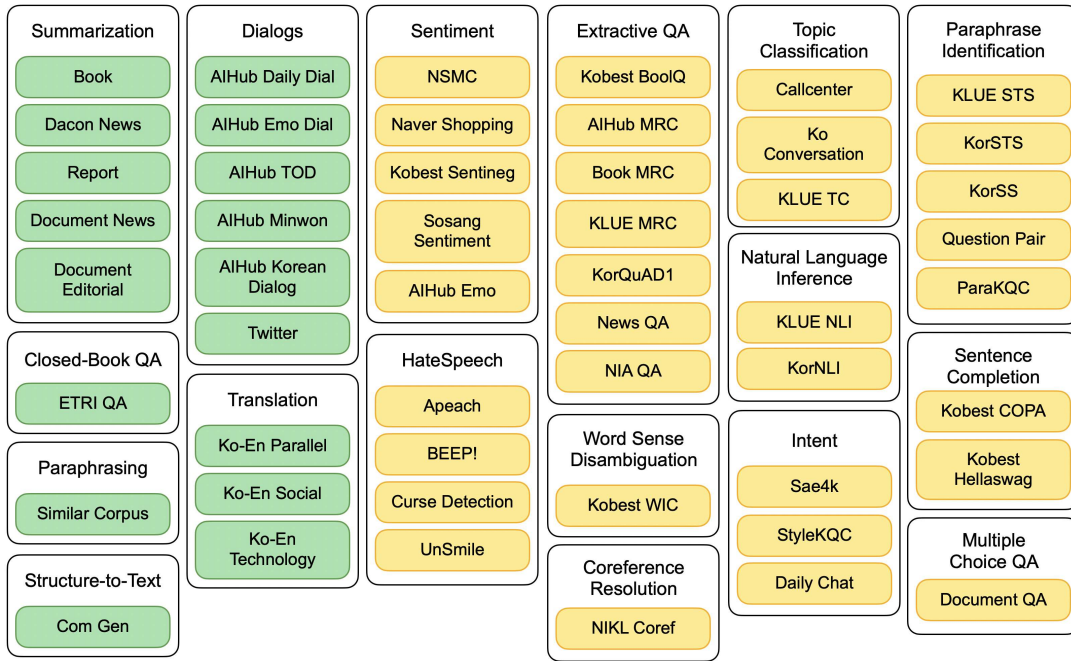 Summarization
Book
Dacon News
Report
Document News
Document
Editorial
Closed-Book QA
ETRI QA
Paraphrasing
Similar Corpus
Structure-to-Text
Com Gen
Dialogs
AIHub Daily Dial
AIHub Emo Dial
AIHub TOD
AIHub Minwon
AIHub Korean
Dialog
Twitter
Translation
Ko-En Parallel
Ko-En Social
Ko-En
Technology
Sentiment
NSMC
Naver Shopping
Kobest Sentineg
Sosang
Sentiment
AIHub Emo
HateSpeech
Apeach
BEEP!
Curse Detection
UnSmile
Extractive QA
Kobest BoolQ
AIHub MRC
Book MRC
KLUE MRC
KorQuAD1
News QA
NIA QA
Word Sense
Disambiguation
Kobest WIC
Coreference
Resolution
NIKL Coref
Topic
Classification
Callcenter
Ko
Conversation
KLUE TC
Natural Language
Inference
KLUE NLI
KorNLI
Intent
Sae4k
StyleKQC
Daily Chat
Paraphrase
Identification
KLUE STS
KorSTS
KorSS
Question Pair
ParaKQC
Sentence
Completion
Kobest COPA
Kobest
Hellaswag
Multiple
Choice QA
Document QA